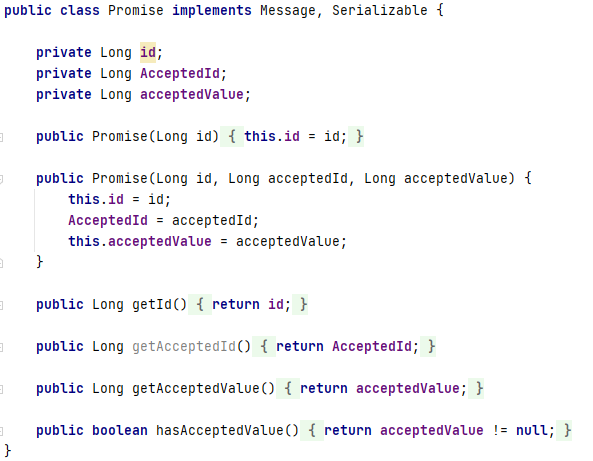 public class Promise implements Message, Serializable {
private Long id;
private Long AcceptedId;
private Long acceptedValue;
public Promise(Long id) { this.id = id; }
public Promise(Long id, Long acceptedId, Long acceptedValue) {
this.id = id;
AcceptedId = acceptedId;
this.acceptedValue = acceptedValue;
}
public Long getId() { return id; }
public Long getAcceptedId() { return AcceptedId; }
public Long getAcceptedValue() { return acceptedValue; }
public boolean hasAcceptedValue() { return acceptedValue != null; }
}